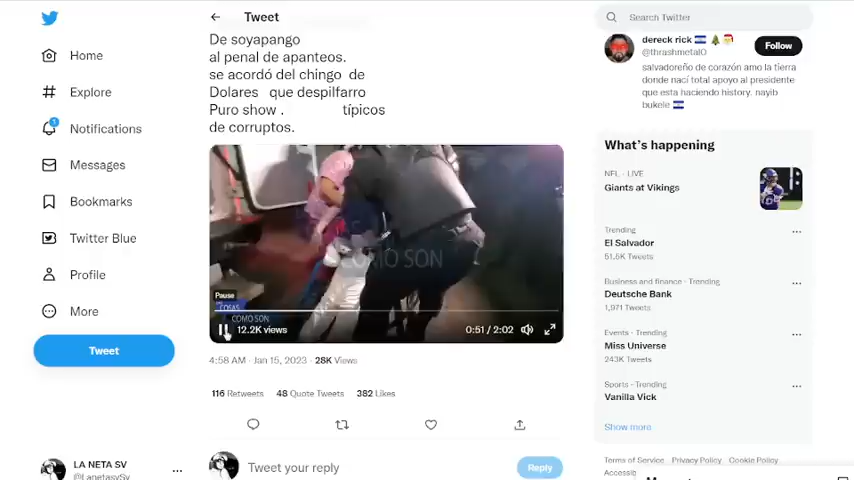 Tweet
Search Twitter
Home
Explore
Notifications
1
Messages
Bookmarks
Twitter Blue
Profile
More
Tweet
LA NETA SV
@LanetasySv
De soyapango
al penal de apanteos.
se acordó del chingo de
Dolares que despilfarro
Puro show . típicos
de corruptos.
COMO SON
Pause
COSAS
COMO SON
12.2K views
0:51 / 2:02
4:58 AM · Jan 15, 2023 · 28K Views
116 Retweets 48 Quote Tweets 382 Likes
Tweet your reply
Reply
dereck rick
@thrashmetal0
Follow
salvadoreño de corazón amo la tierra
donde nací total apoyo al presidente
que esta haciendo history. nayib
bukele
What's happening
NFL · LIVE
Giants at Vikings
Trending
El Salvador
51.5K Tweets
Business and finance · Trending
Deutsche Bank
1,971 Tweets
Events · Trending
Miss Universe
243K Tweets
Sports · Trending
Vanilla Vick
Show more
Terms of Service Privacy Policy Cookie Policy